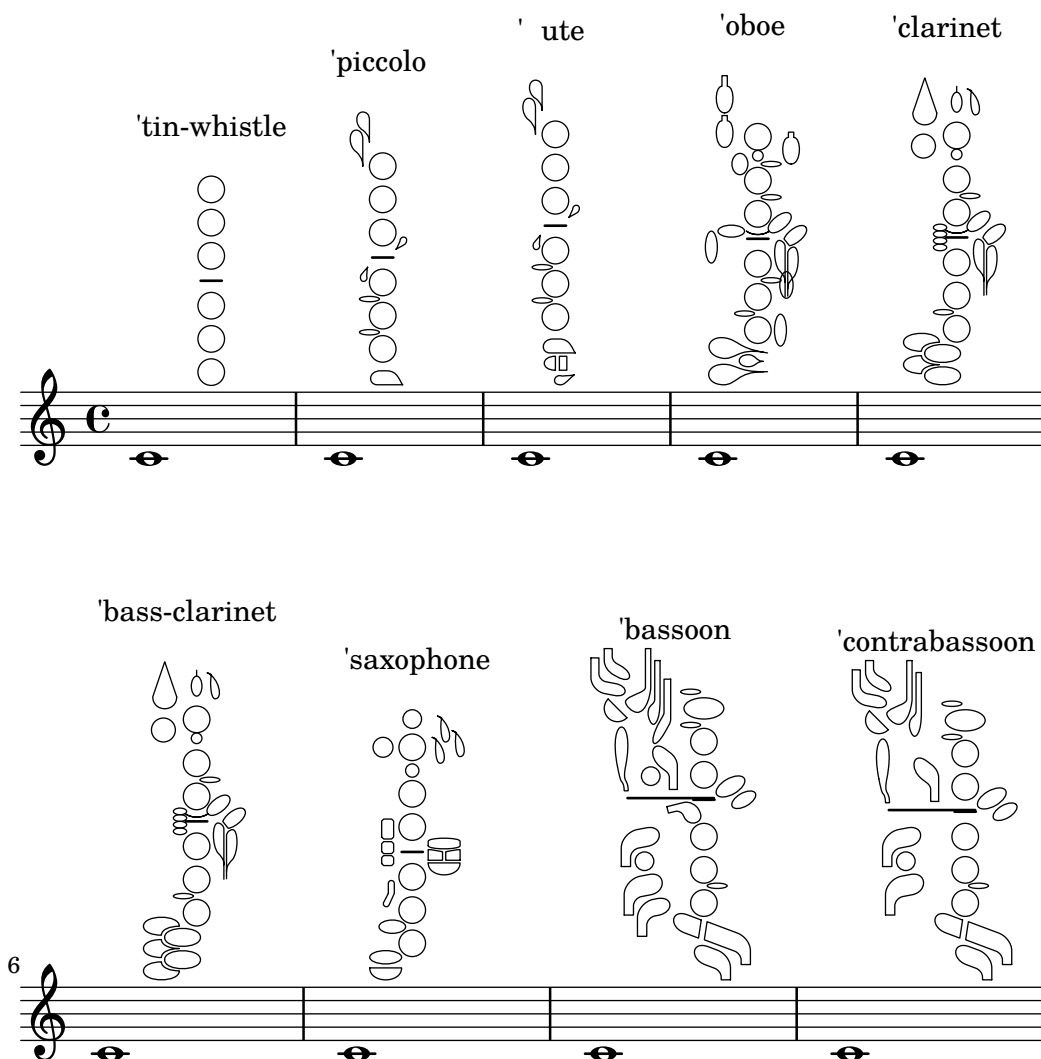 'tin-whistle
'piccolo
' ute
'oboe
'clarinet
6
'bass-clarinet
'saxophone
'bassoon
'contrabassoon